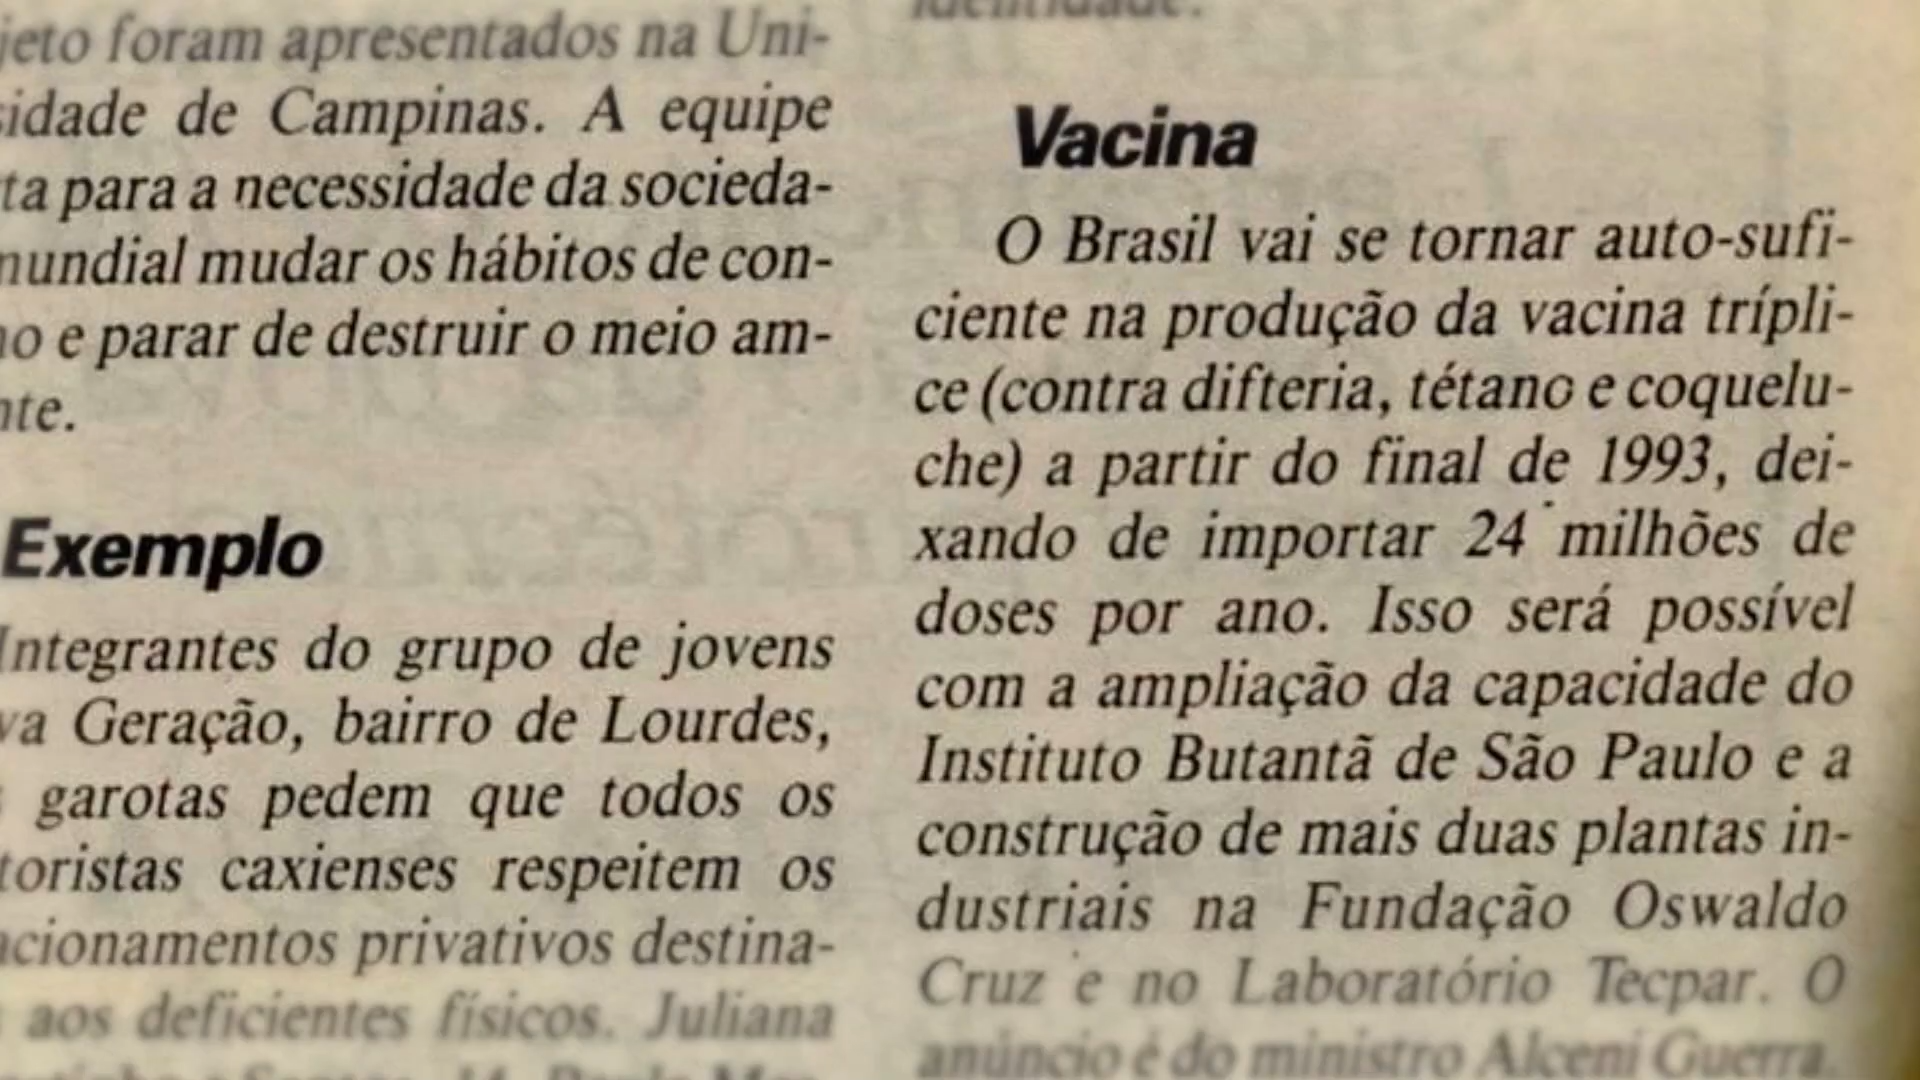 jeto foram apresentados na Uni-
sidade de Campinas. A equipe
ta para a necessidade da socieda-
mundial mudar os hábitos de con-
no e parar de destruir o meio am-
nte.
Exemplo
Integrantes do grupo de jovens
va Geração, bairro de Lourdes,
s garotas pedem que todos os
toristas caxienses respeitem os
acionamentos privativos destina-
aos deficientes físicos. Juliana
identidade.
Vacina
O Brasil vai se tornar auto-sufi-
ciente na produção da vacina trípli-
ce (contra difteria, tétano e coquelu-
che) a partir do final de 1993, dei-
xando de importar 24 milhões de
doses por ano. Isso será possível
com a ampliação da capacidade do
Instituto Butantã de São Paulo e a
construção de mais duas plantas in-
dustriais na Fundação Oswaldo
Cruz e no Laboratório Tecpar. O
anúncio é do ministro Alceni Guerra.